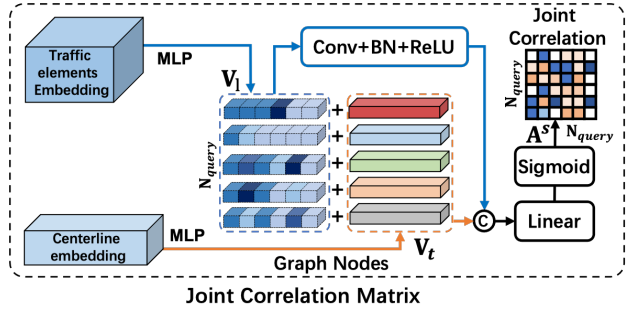 Traffic
elements
Embedding
MLP
V_l
Conv+BN+ReLU
Joint
Correlation
N_query
A^s
N_query
Sigmoid
Linear
C
N_query
+
+
+
+
+
Centerline
embedding
MLP
V_t
Graph Nodes
Joint Correlation Matrix